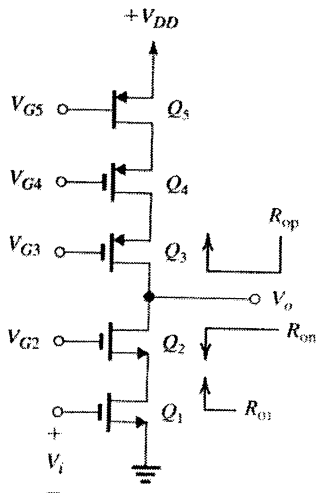 +V_DD
V_G5 Q_5
V_G4 Q_4
V_G3 Q_3
R_op
V_o
V_G2 Q_2
R_on
Q_1
R_o1
+
V_i
−